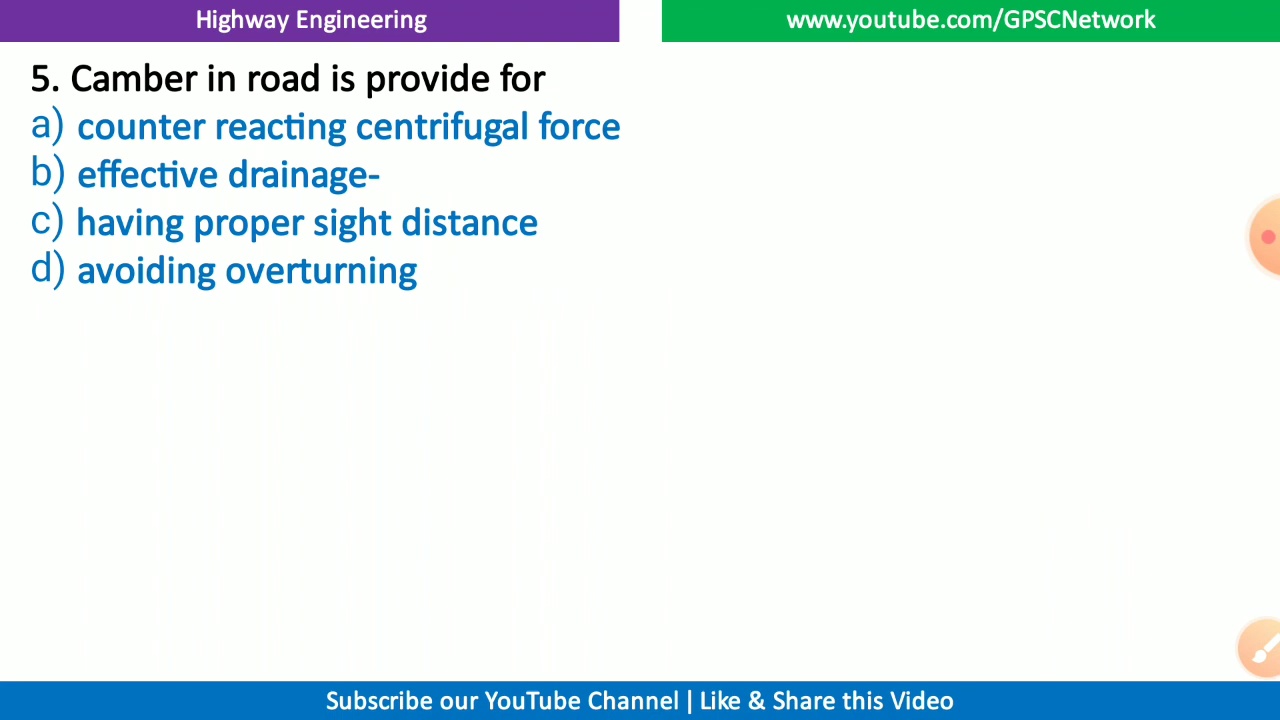 Highway Engineering
www.youtube.com/GPSCNetwork
5. Camber in road is provide for
a) counter reacting centrifugal force
b) effective drainage-
c) having proper sight distance
d) avoiding overturning
Subscribe our YouTube Channel | Like & Share this Video